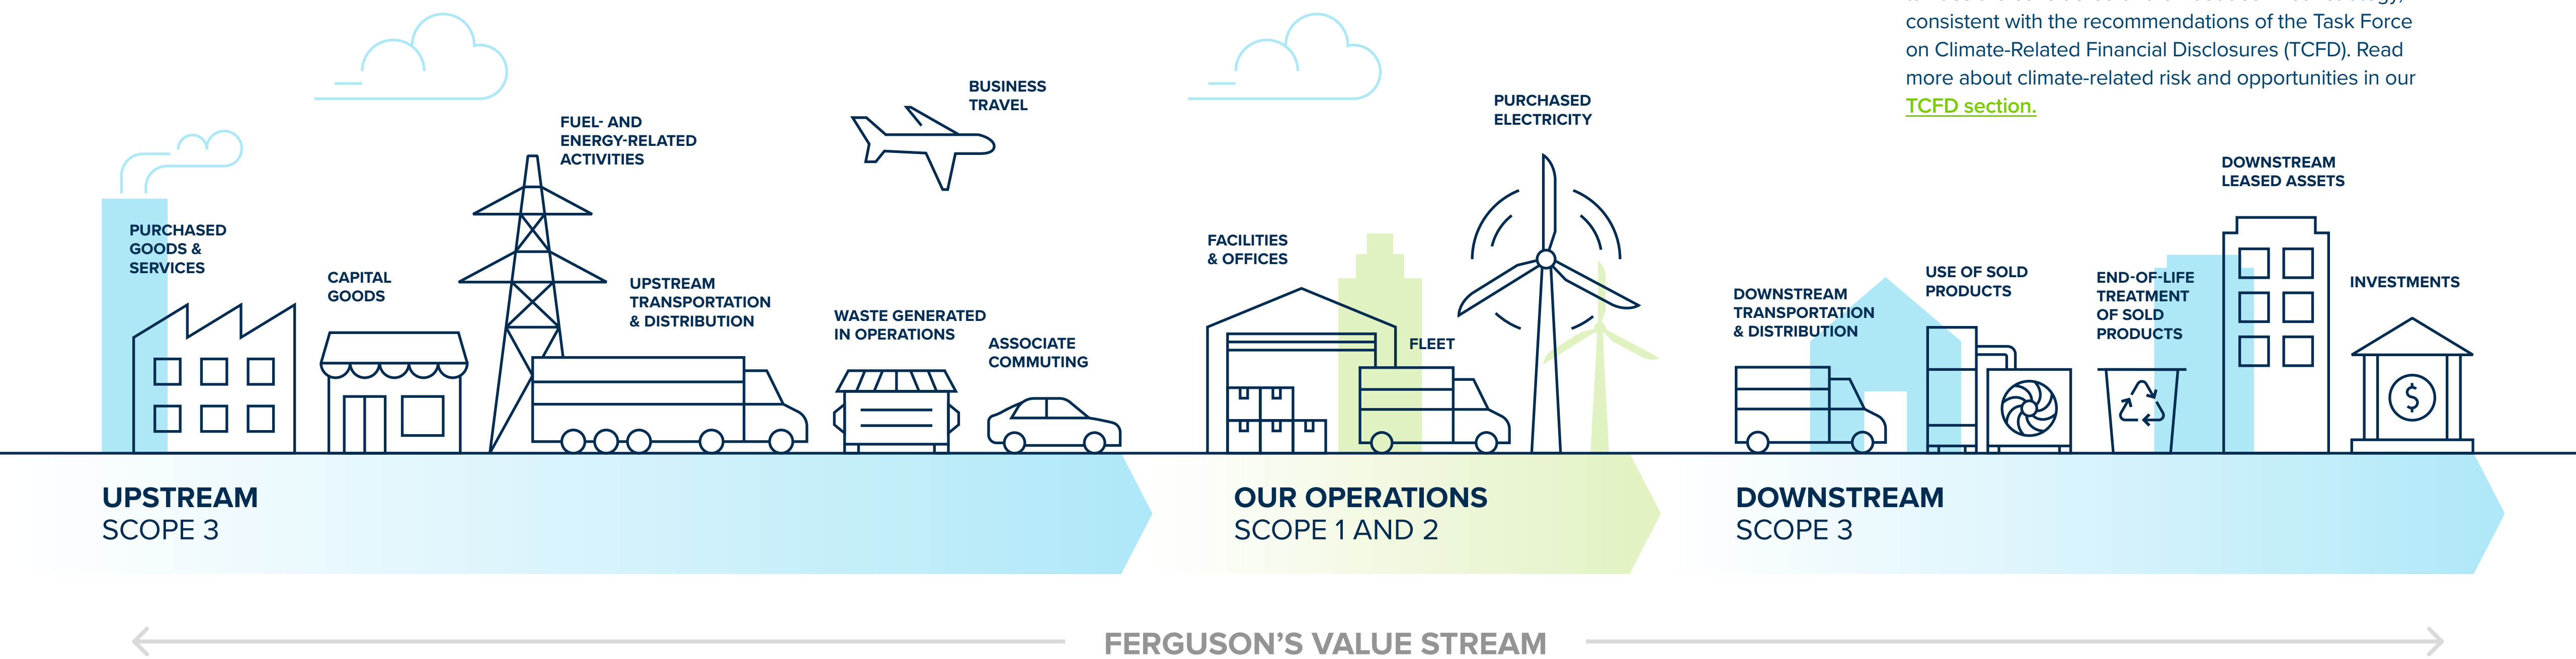 consistent with the recommendations of the Task Force
on Climate-Related Financial Disclosures (TCFD). Read
more about climate-related risk and opportunities in our
TCFD section.
PURCHASED
GOODS &
SERVICES
CAPITAL
GOODS
FUEL- AND
ENERGY-RELATED
ACTIVITIES
UPSTREAM
TRANSPORTATION
& DISTRIBUTION
BUSINESS
TRAVEL
WASTE GENERATED
IN OPERATIONS
ASSOCIATE
COMMUTING
FACILITIES
& OFFICES
FLEET
PURCHASED
ELECTRICITY
DOWNSTREAM
TRANSPORTATION
& DISTRIBUTION
USE OF SOLD
PRODUCTS
END-OF-LIFE
TREATMENT
OF SOLD
PRODUCTS
DOWNSTREAM
LEASED ASSETS
INVESTMENTS
$
UPSTREAM
SCOPE 3
OUR OPERATIONS
SCOPE 1 AND 2
DOWNSTREAM
SCOPE 3
FERGUSON’S VALUE STREAM